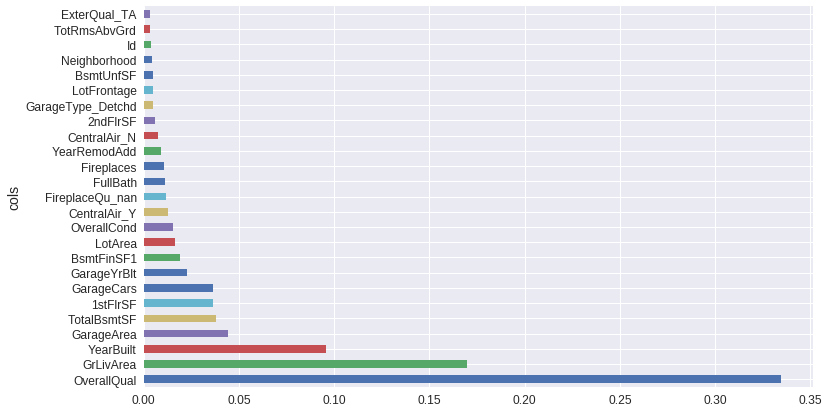 ExterQual_TA
TotRmsAbvGrd
Id
Neighborhood
BsmtUnfSF
LotFrontage
GarageType_Detchd
2ndFlrSF
CentralAir_N
YearRemodAdd
Fireplaces
FullBath
FireplaceQu_nan
CentralAir_Y
OverallCond
LotArea
BsmtFinSF1
GarageYrBlt
GarageCars
1stFlrSF
TotalBsmtSF
GarageArea
YearBuilt
GrLivArea
OverallQual
cols
0.00 0.05 0.10 0.15 0.20 0.25 0.30 0.35